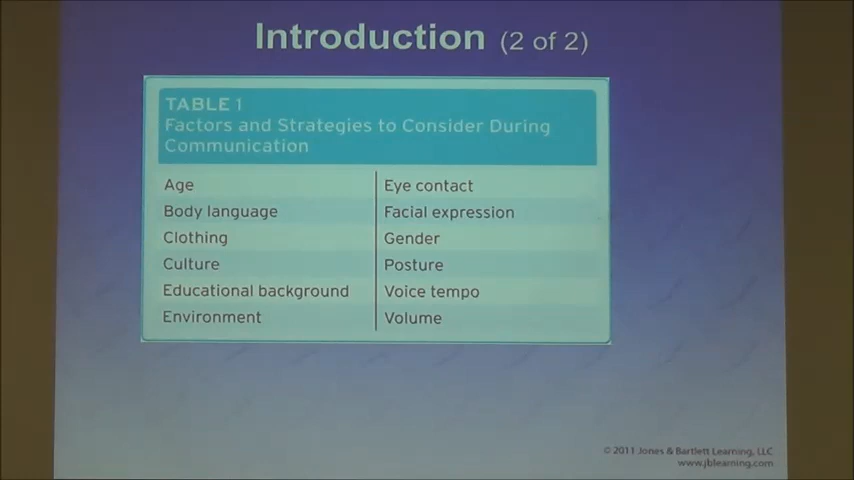 Introduction (2 of 2)
TABLE 1
Factors and Strategies to Consider During
Communication
Age
Body language
Clothing
Culture
Educational background
Environment
Eye contact
Facial expression
Gender
Posture
Voice tempo
Volume
© 2011 Jones & Bartlett Learning, LLC
www.jblearning.com